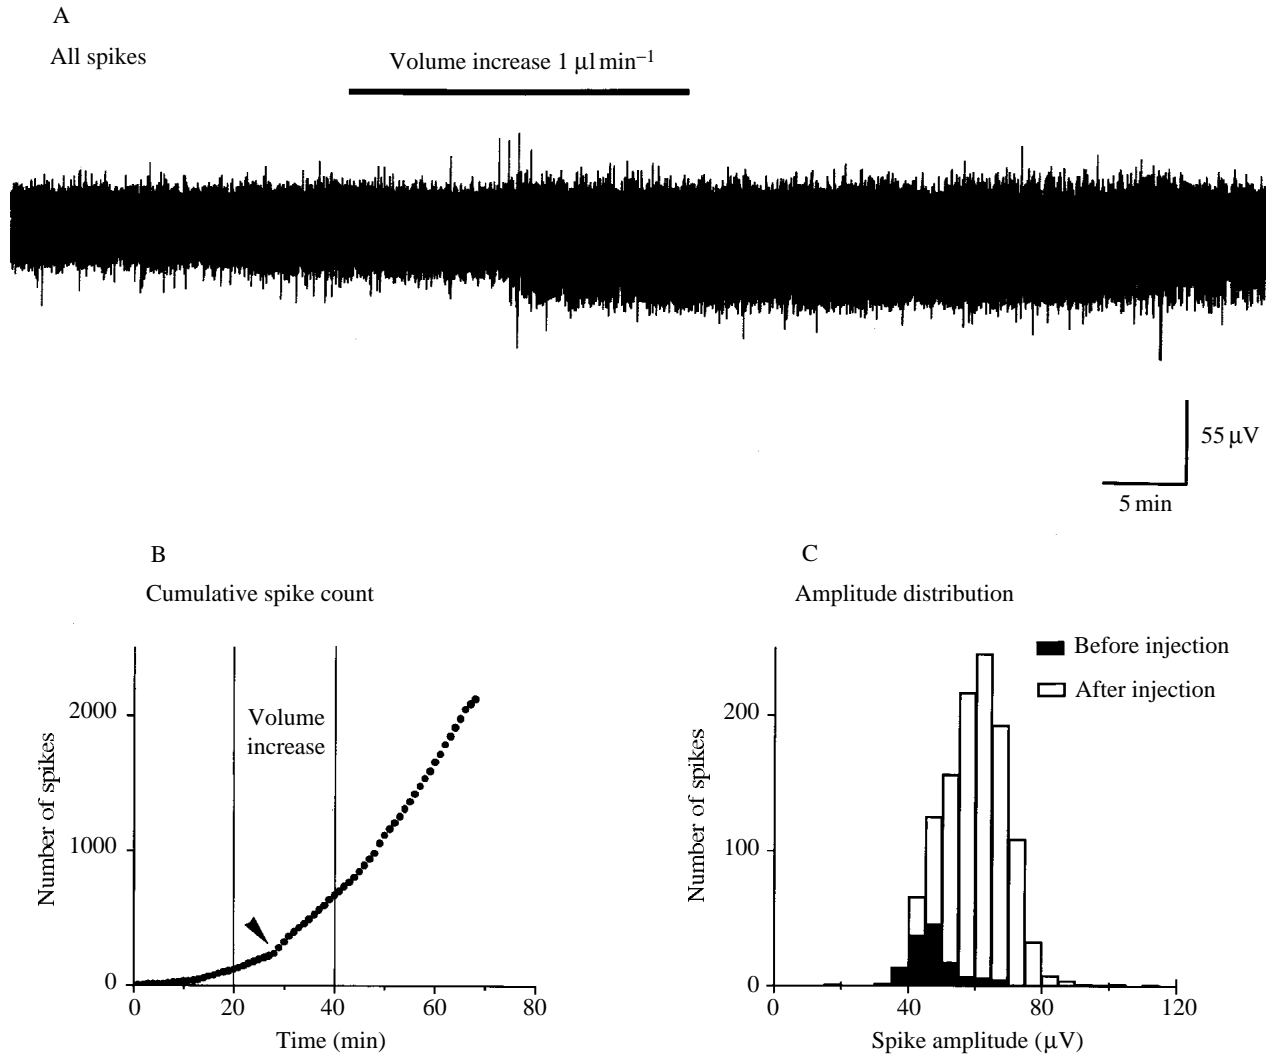 A
All spikes
Volume increase 1 µl min⁻¹
55 µV
5 min
B
Cumulative spike count
Number of spikes
2000
1000
0
Volume
increase
0 20 40 60 80
Time (min)
C
Amplitude distribution
Before injection
After injection
Number of spikes
200
100
0
0 40 80 120
Spike amplitude (µV)